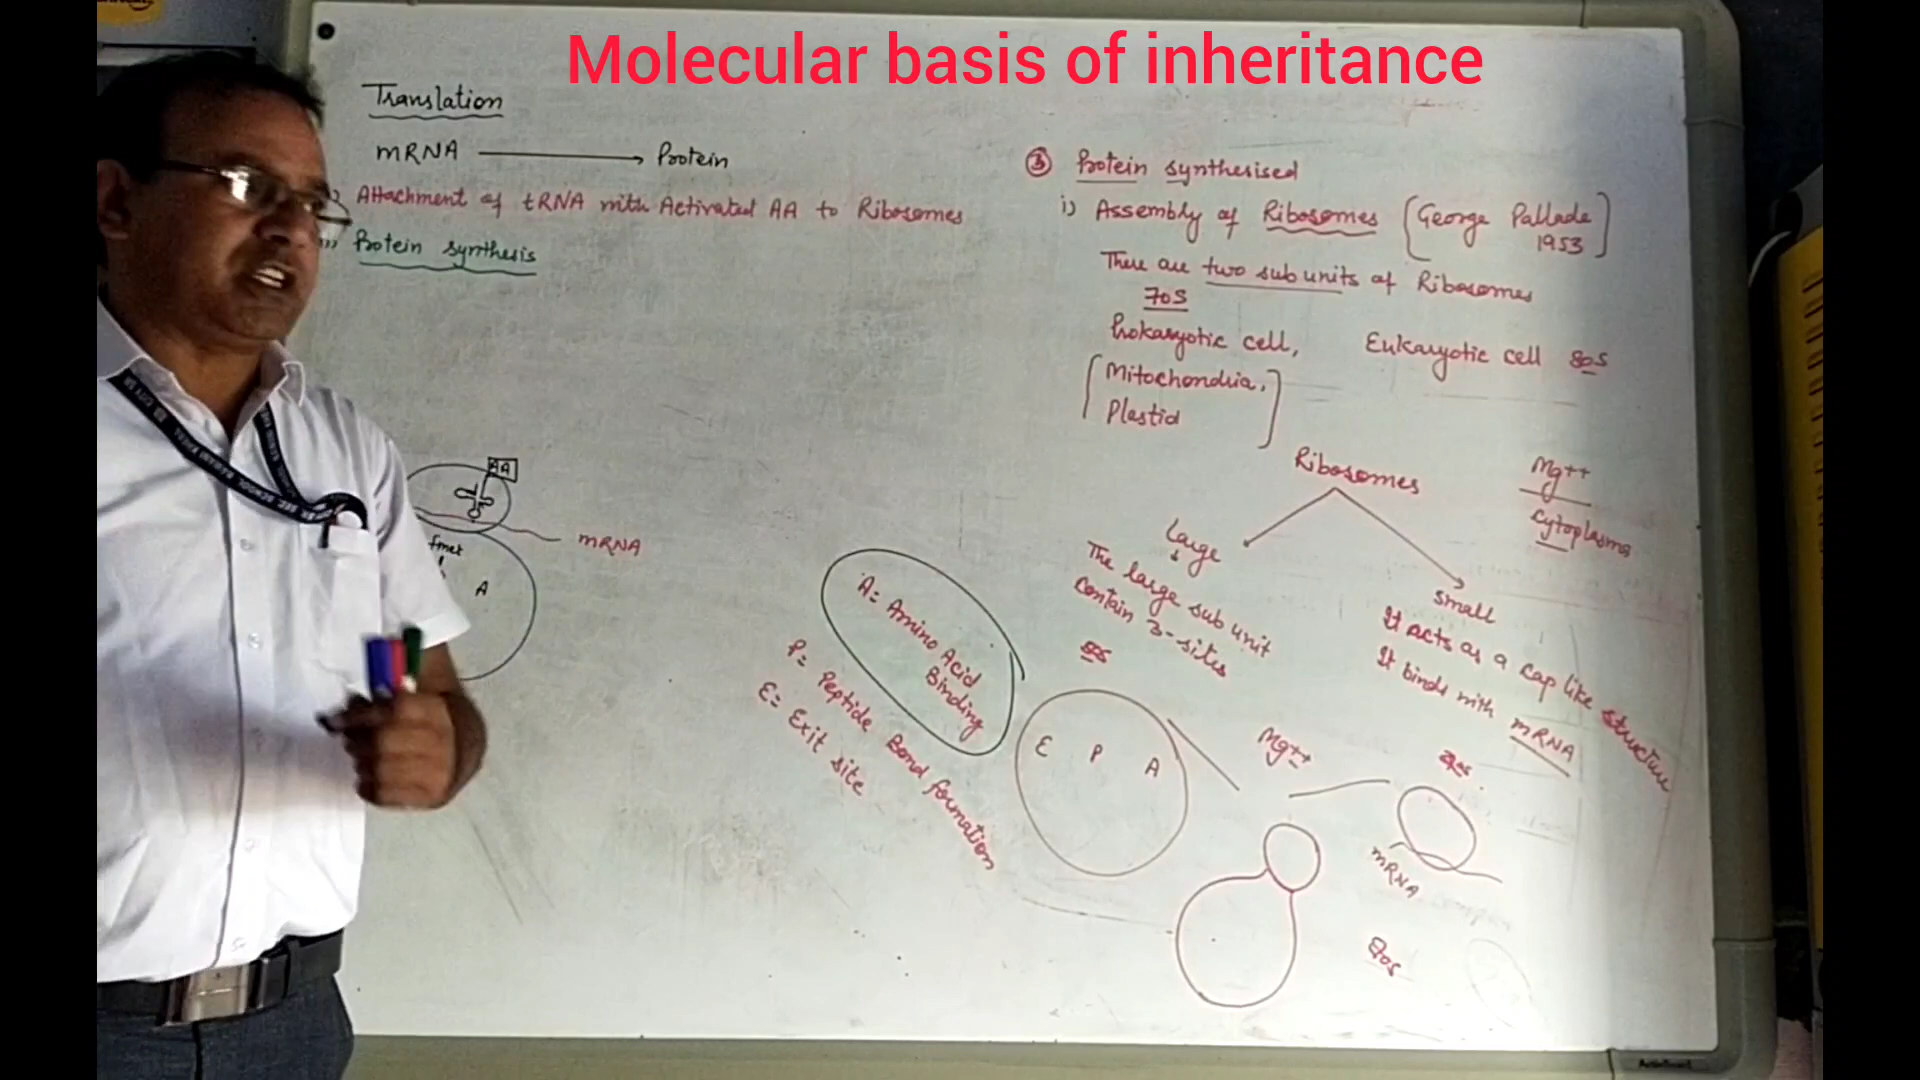 Molecular basis of inheritance
Translation
mRNA → Protein
Attachment of tRNA with Activated AA to Ribosomes
Protein synthesis
AA
mRNA
fmet
A
③ Protein synthesised
i) Assembly of Ribosomes [George Pallade
1953]
There are two sub units of Ribosomes
70S
Prokaryotic cell, Eukaryotic cell 80S
[Mitochondria,
Plastid]
Ribosomes
Mg++
Cytoplasma
Large
The large sub unit
Contain 3-sites
small
It acts as a cap like structure
It binds with mRNA
A = Amino Acid
Binding
P = Peptide Bond formation
E = Exit site
E P A
Mg++
mRNA